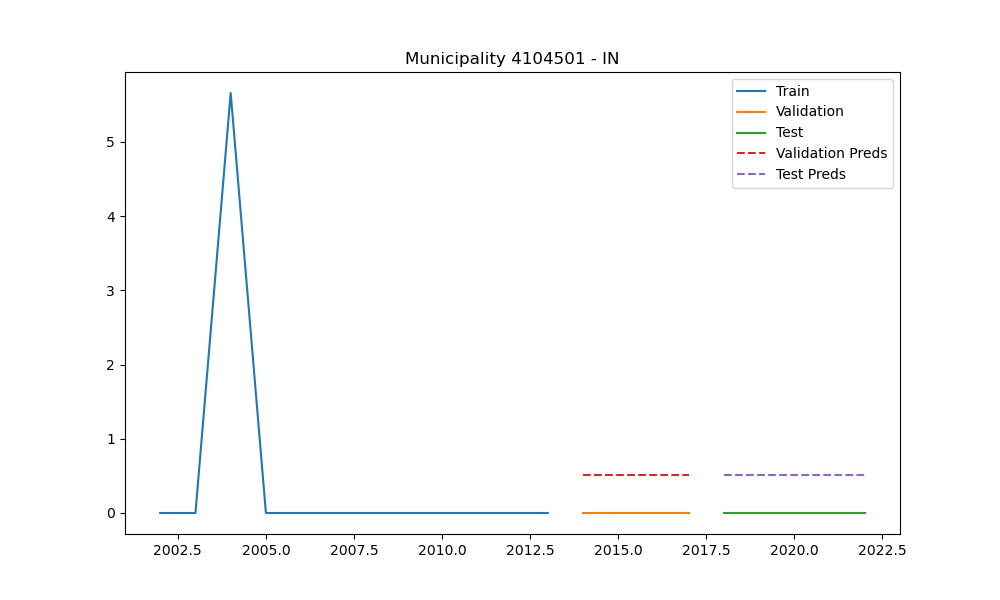 Municipality 4104501 - IN
Train
Validation
Test
Validation Preds
Test Preds
5
4
3
2
1
0
2002.5 2005.0 2007.5 2010.0 2012.5 2015.0 2017.5 2020.0 2022.5